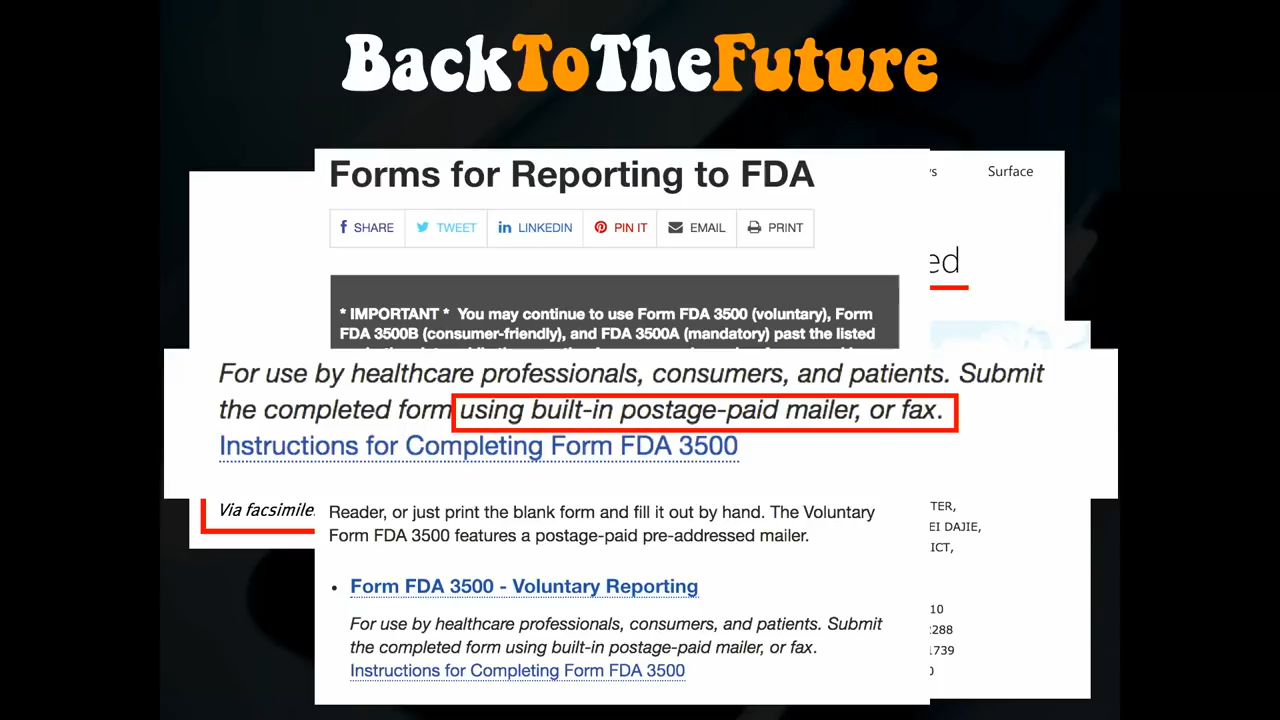 BackToTheFuture
Forms for Reporting to FDA
Surface
SHARE TWEET LINKEDIN PIN IT EMAIL PRINT
ed
* IMPORTANT * You may continue to use Form FDA 3500 (voluntary), Form
FDA 3500B (consumer-friendly), and FDA 3500A (mandatory) past the listed
For use by healthcare professionals, consumers, and patients. Submit
the completed form using built-in postage-paid mailer, or fax.
Instructions for Completing Form FDA 3500
Via facsimile
Reader, or just print the blank form and fill it out by hand. The Voluntary
Form FDA 3500 features a postage-paid pre-addressed mailer.
TER,
EI DAJIE,
ICT,
• Form FDA 3500 - Voluntary Reporting
For use by healthcare professionals, consumers, and patients. Submit
the completed form using built-in postage-paid mailer, or fax.
Instructions for Completing Form FDA 3500
10
2288
1739
0